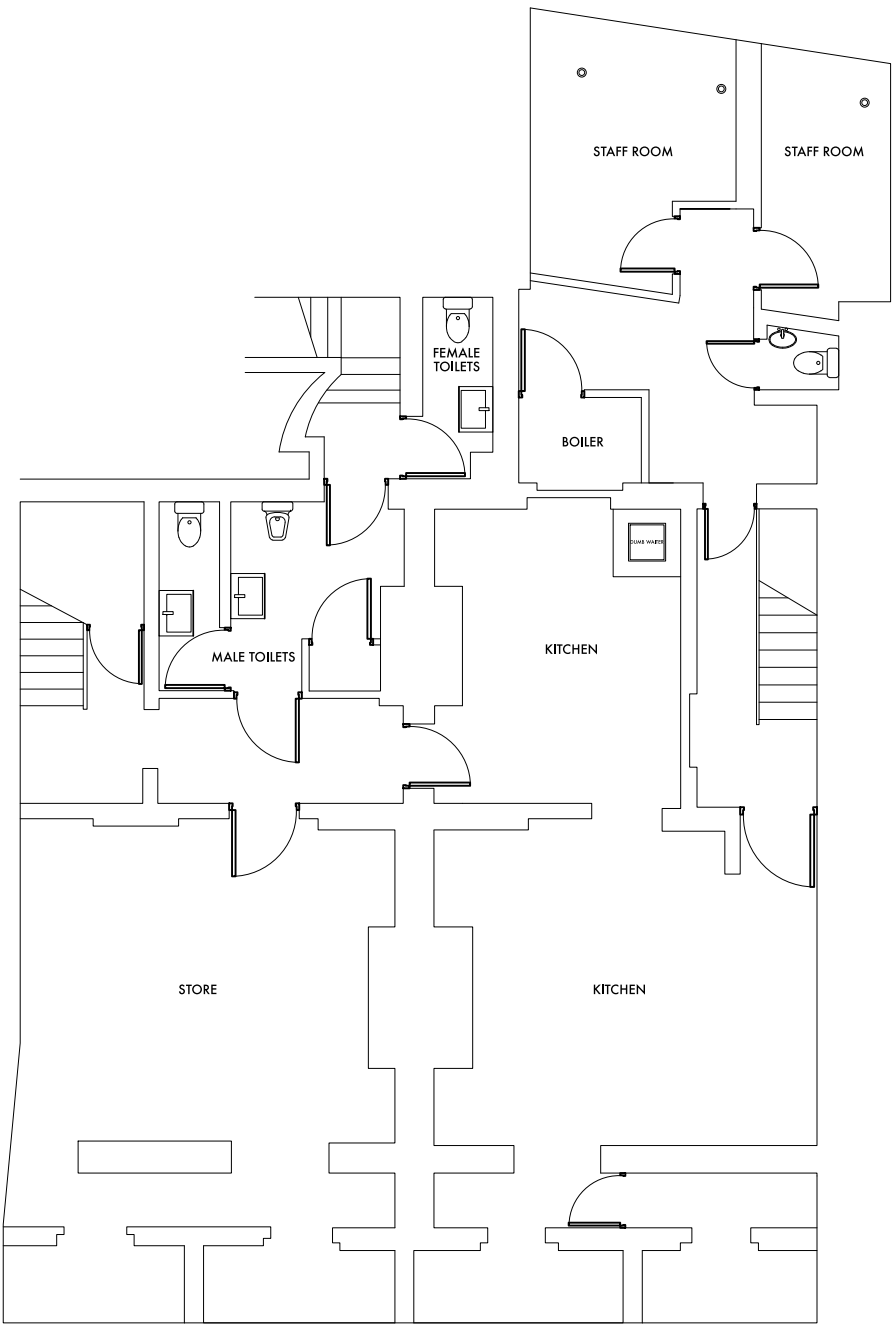 STAFF ROOM
STAFF ROOM
FEMALE
TOILETS
BOILER
DUMB WAITER
KITCHEN
MALE TOILETS
STORE
KITCHEN